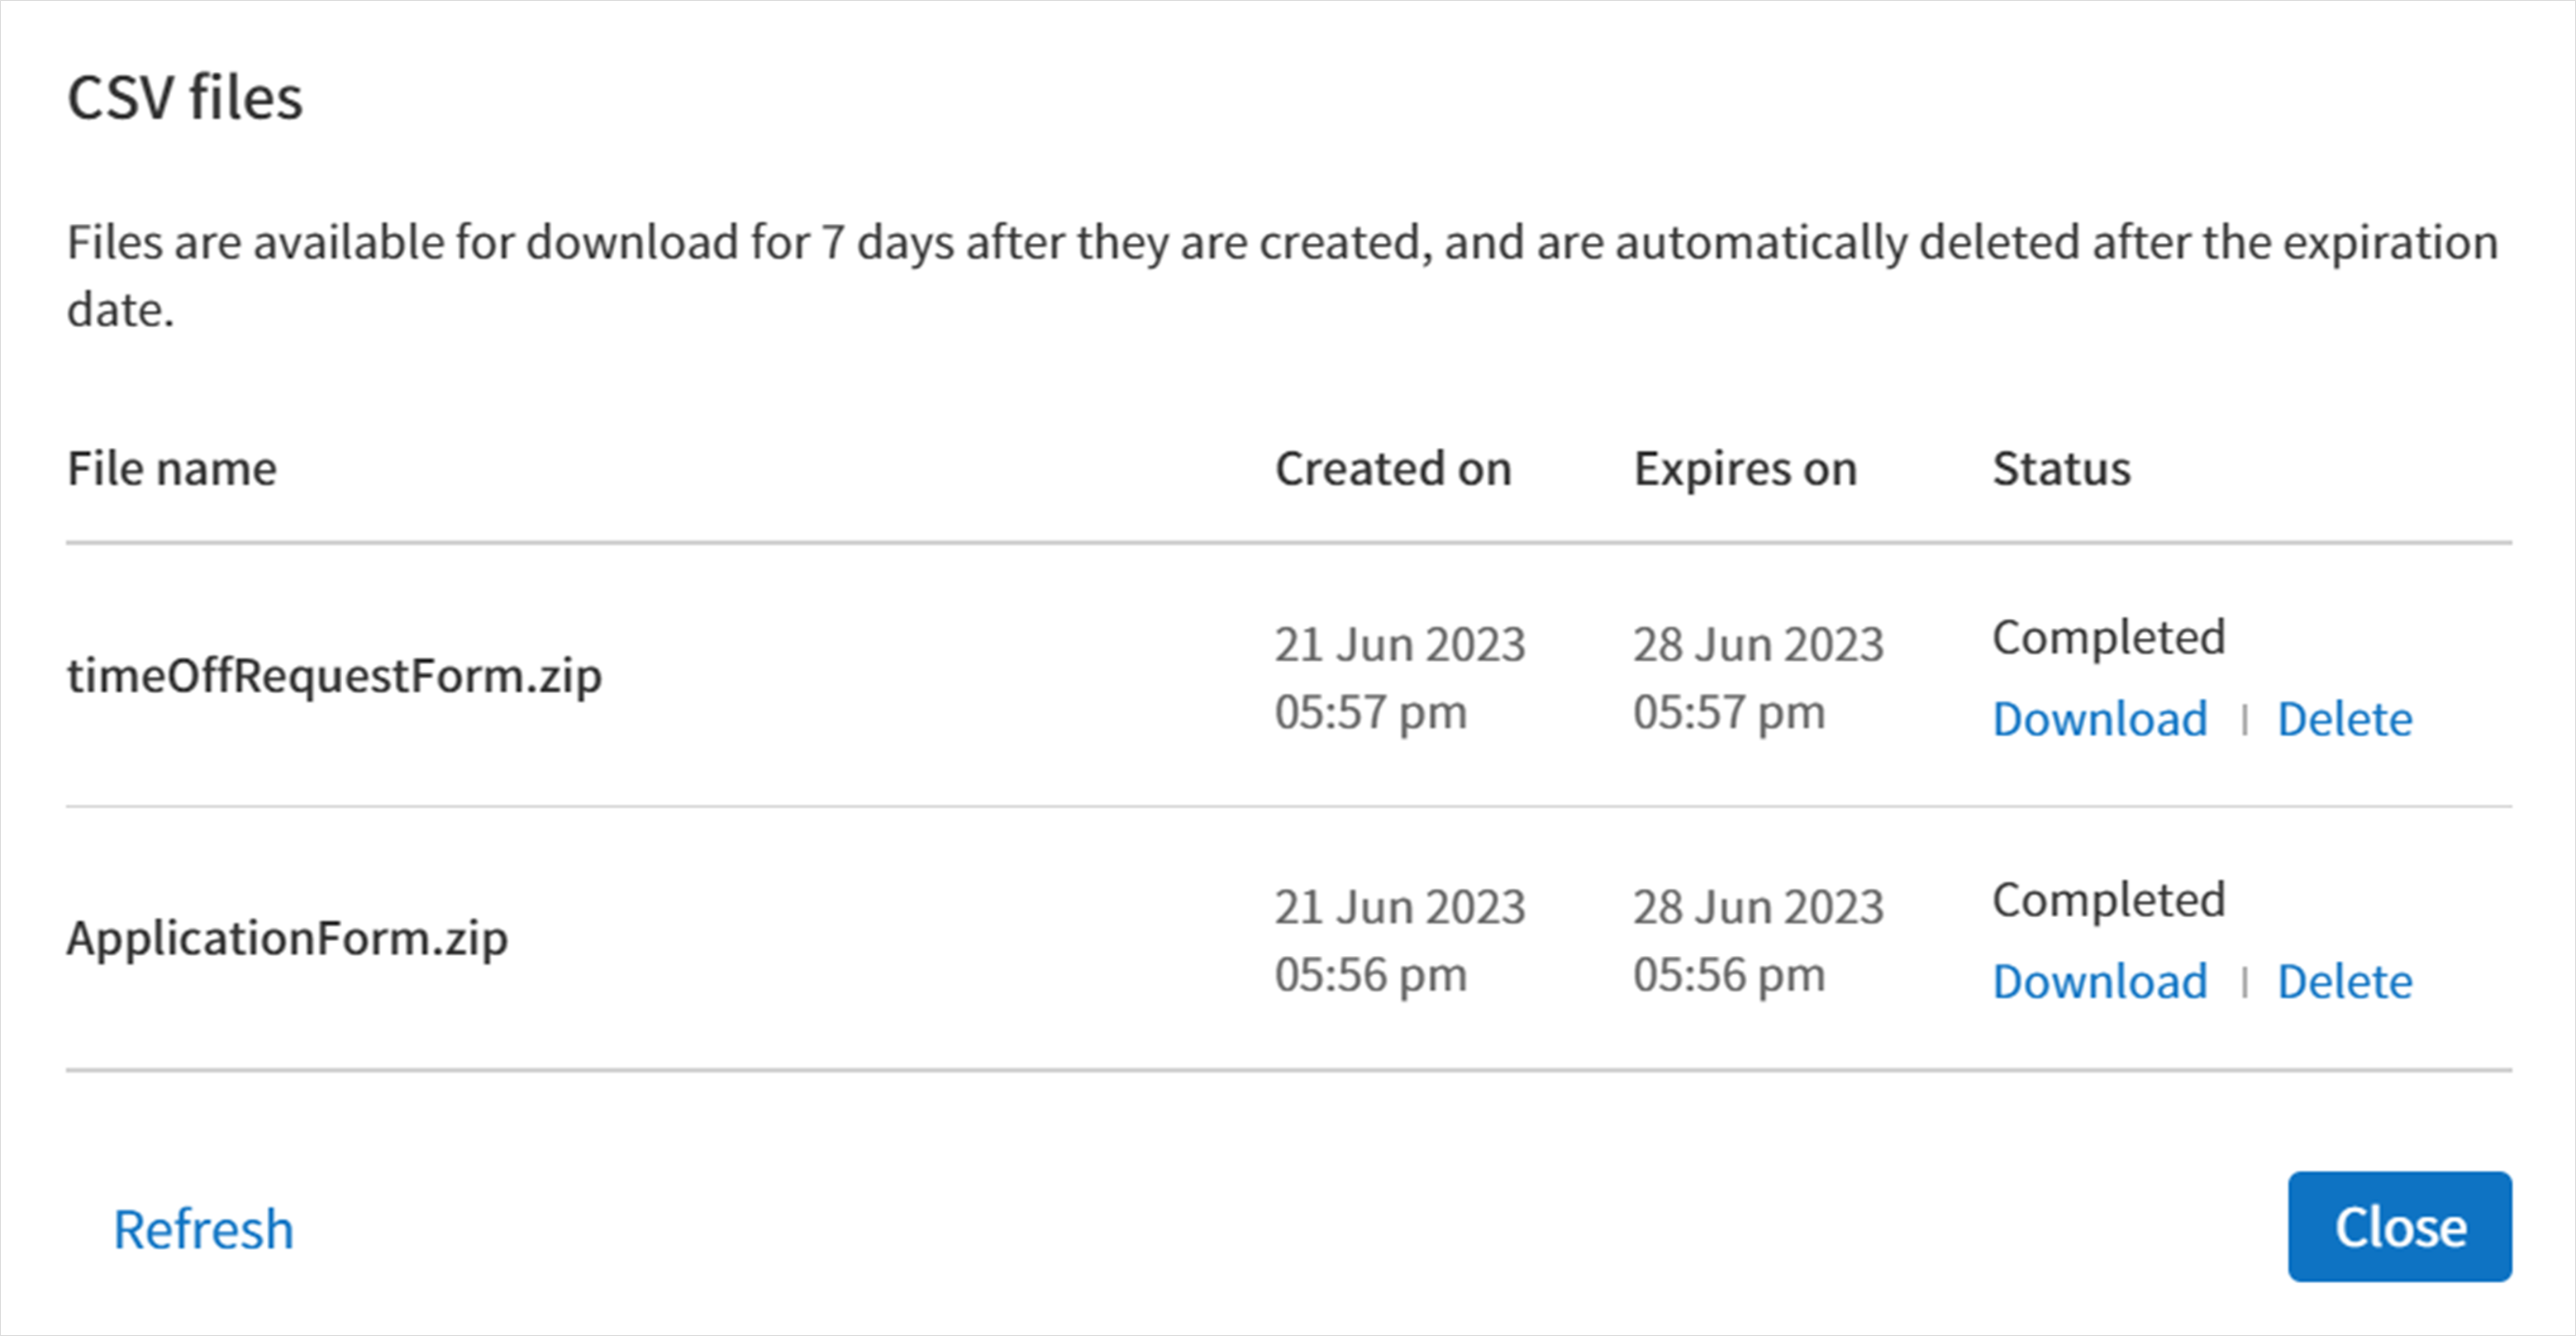 CSV files
Files are available for download for 7 days after they are created, and are automatically deleted after the expiration
date.
File name Created on Expires on Status
timeOffRequestForm.zip 21 Jun 2023 05:57 pm 28 Jun 2023 05:57 pm Completed Download | Delete
ApplicationForm.zip 21 Jun 2023 05:56 pm 28 Jun 2023 05:56 pm Completed Download | Delete
Refresh Close